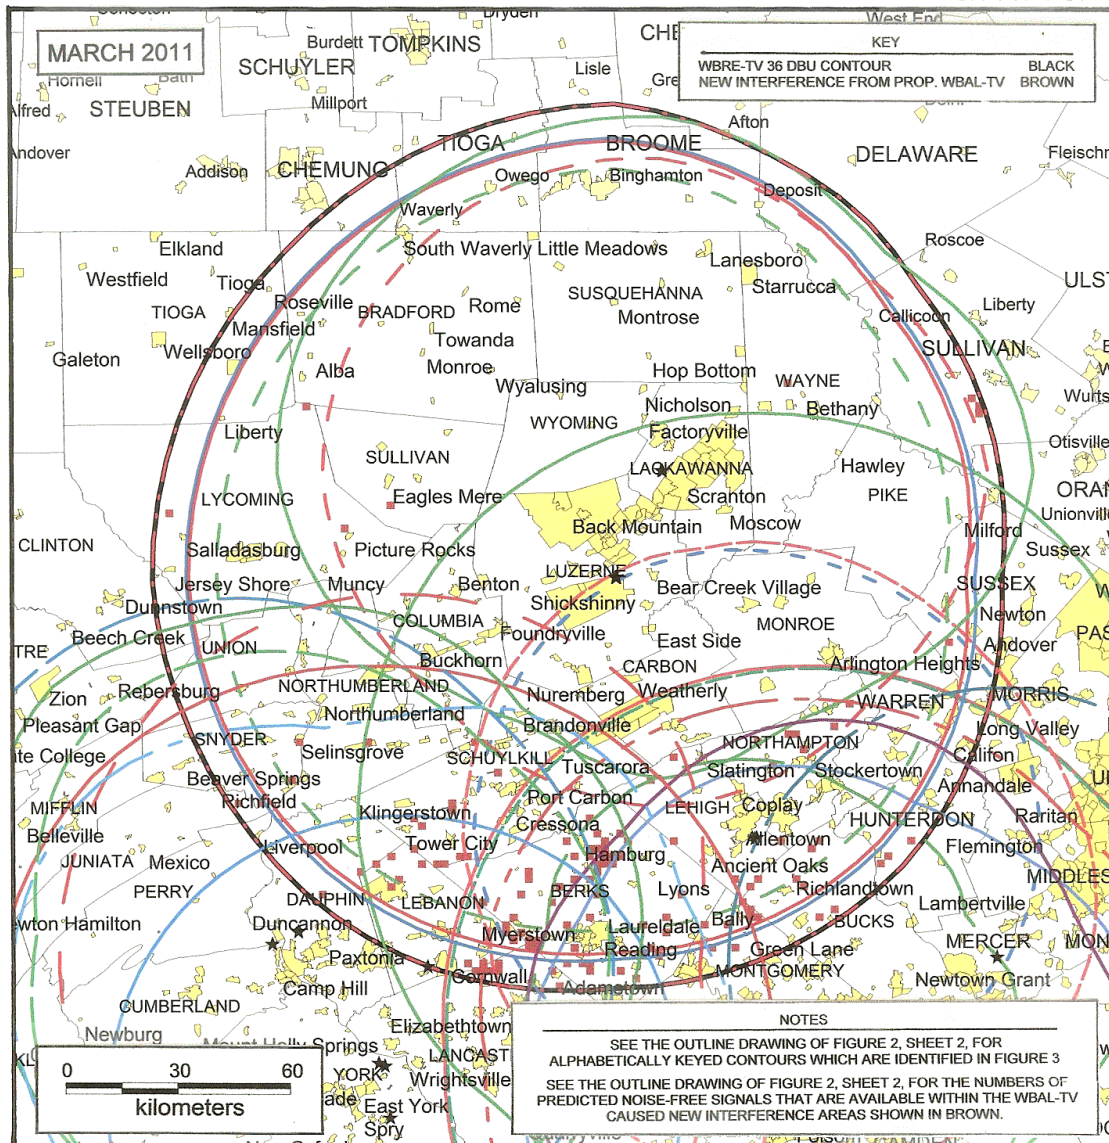 Dryden
West End
MARCH 2011
Burdett
TOMPKINS
SCHUYLER
Lisle
KEY
WBRE-TV 36 DBU CONTOUR BLACK
NEW INTERFERENCE FROM PROP. WBAL-TV BROWN
Hornell
Bath
Millport
STEUBEN
Alfred
Afton
TIOGA
BROOME
Andover
DELAWARE
Addison
CHEMUNG
Owego
Binghamton
Deposit
Waverly
Elkland
South Waverly
Little Meadows
Roscoe
Lanesboro
Westfield
Tioga
Starrucca
Roseville
SUSQUEHANNA
Rome
Liberty
TIOGA
BRADFORD
Montrose
Callicoon
Mansfield
Towanda
SULLIVAN
Wellsboro
Galeton
Alba
Monroe
Hop Bottom
WAYNE
Wyalusing
Nicholson
Bethany
WYOMING
Liberty
Factoryville
Otisville
SULLIVAN
LACKAWANNA
Hawley
LYCOMING
Eagles Mere
Scranton
PIKE
Unionville
Back Mountain
Moscow
Milford
CLINTON
Salladasburg
Picture Rocks
Sussex
LUZERNE
Jersey Shore
Muncy
Benton
Bear Creek Village
SUSSEX
Shickshinny
Dunnstown
COLUMBIA
MONROE
Newton
Beech Creek
Foundryville
East Side
Andover
UNION
Buckhorn
CARBON
Arlington Heights
Zion
Rebersburg
NORTHUMBERLAND
Nuremberg
Weatherly
WARREN
MORRIS
Pleasant Gap
Northumberland
Brandonville
Long Valley
SNYDER
Selinsgrove
SCHUYLKILL
Tuscarora
NORTHAMPTON
Califon
Slatington
Stockertown
Beaver Springs
Annandale
Richfield
Port Carbon
MIFFLIN
Klingerstown
LEHIGH
Coplay
Raritan
Belleville
Cressona
HUNTERDON
Liverpool
Tower City
Allentown
Flemington
JUNIATA
Mexico
Hamburg
Ancient Oaks
PERRY
BERKS
Lyons
Richlandtown
DAUPHIN
LEBANON
Lambertville
Duncannon
Laureldale
Bally
BUCKS
Myerstown
Reading
Green Lane
MERCER
Paxtonia
Cornwall
MONTGOMERY
Camp Hill
Adamstown
Newtown Grant
CUMBERLAND
Elizabethtown
Newburg
Mount Holly Springs
NOTES
SEE THE OUTLINE DRAWING OF FIGURE 2, SHEET 2, FOR
ALPHABETICALLY KEYED CONTOURS WHICH ARE IDENTIFIED IN FIGURE 3
SEE THE OUTLINE DRAWING OF FIGURE 2, SHEET 2, FOR THE NUMBERS OF
PREDICTED NOISE-FREE SIGNALS THAT ARE AVAILABLE WITHIN THE WBAL-TV
CAUSED NEW INTERFERENCE AREAS SHOWN IN BROWN.
0 30 60
kilometers
YORK
Wrightsville
East York
Spry